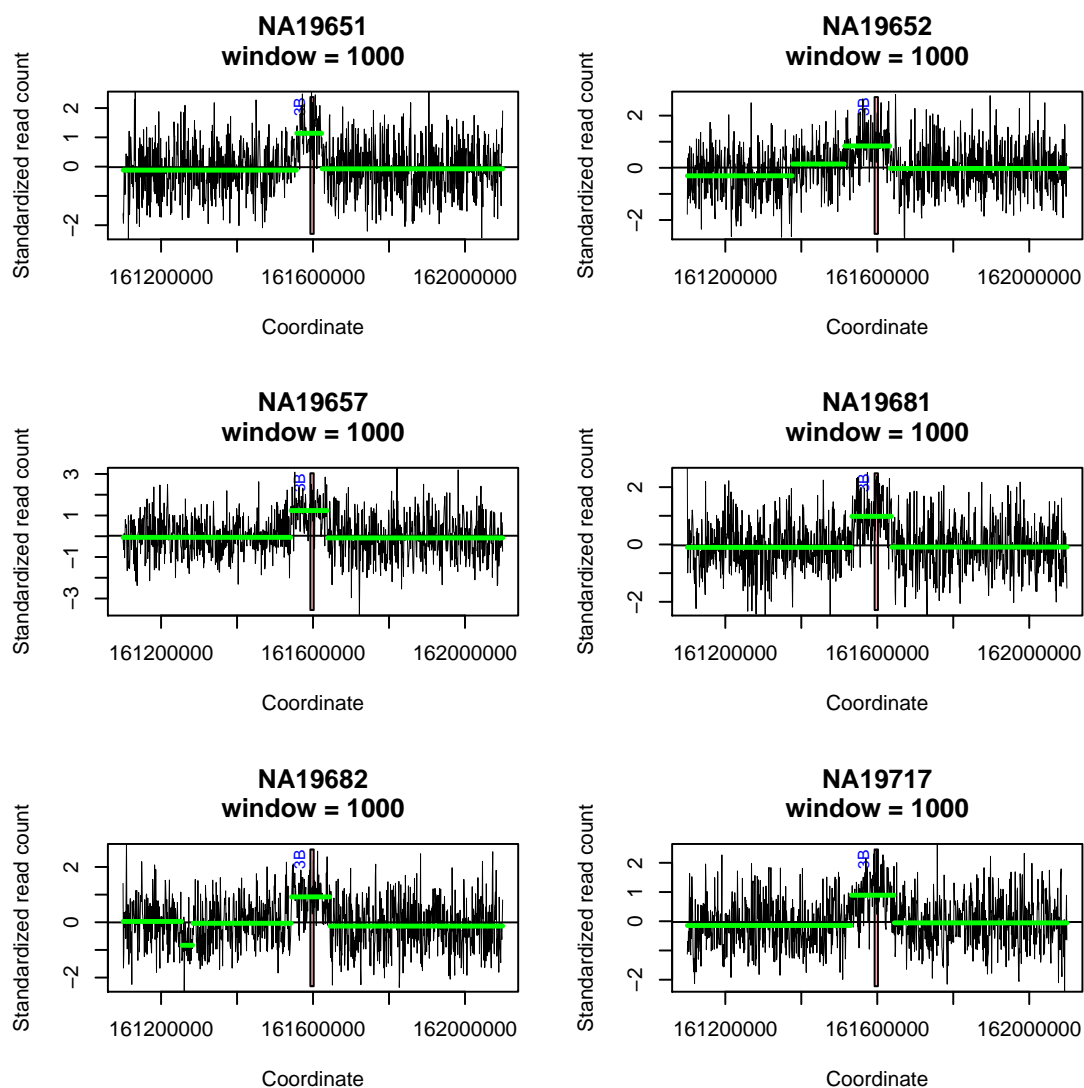 NA19651
window = 1000
Standardized read count
2
1
0
−2
3B
161200000 161600000 162000000
Coordinate
NA19652
window = 1000
Standardized read count
2
0
−2
3B
161200000 161600000 162000000
Coordinate
NA19657
window = 1000
Standardized read count
3
1
−1
−3
3B
161200000 161600000 162000000
Coordinate
NA19681
window = 1000
Standardized read count
2
0
−2
3B
161200000 161600000 162000000
Coordinate
NA19682
window = 1000
Standardized read count
2
0
−2
3B
161200000 161600000 162000000
Coordinate
NA19717
window = 1000
Standardized read count
2
1
0
−2
3B
161200000 161600000 162000000
Coordinate